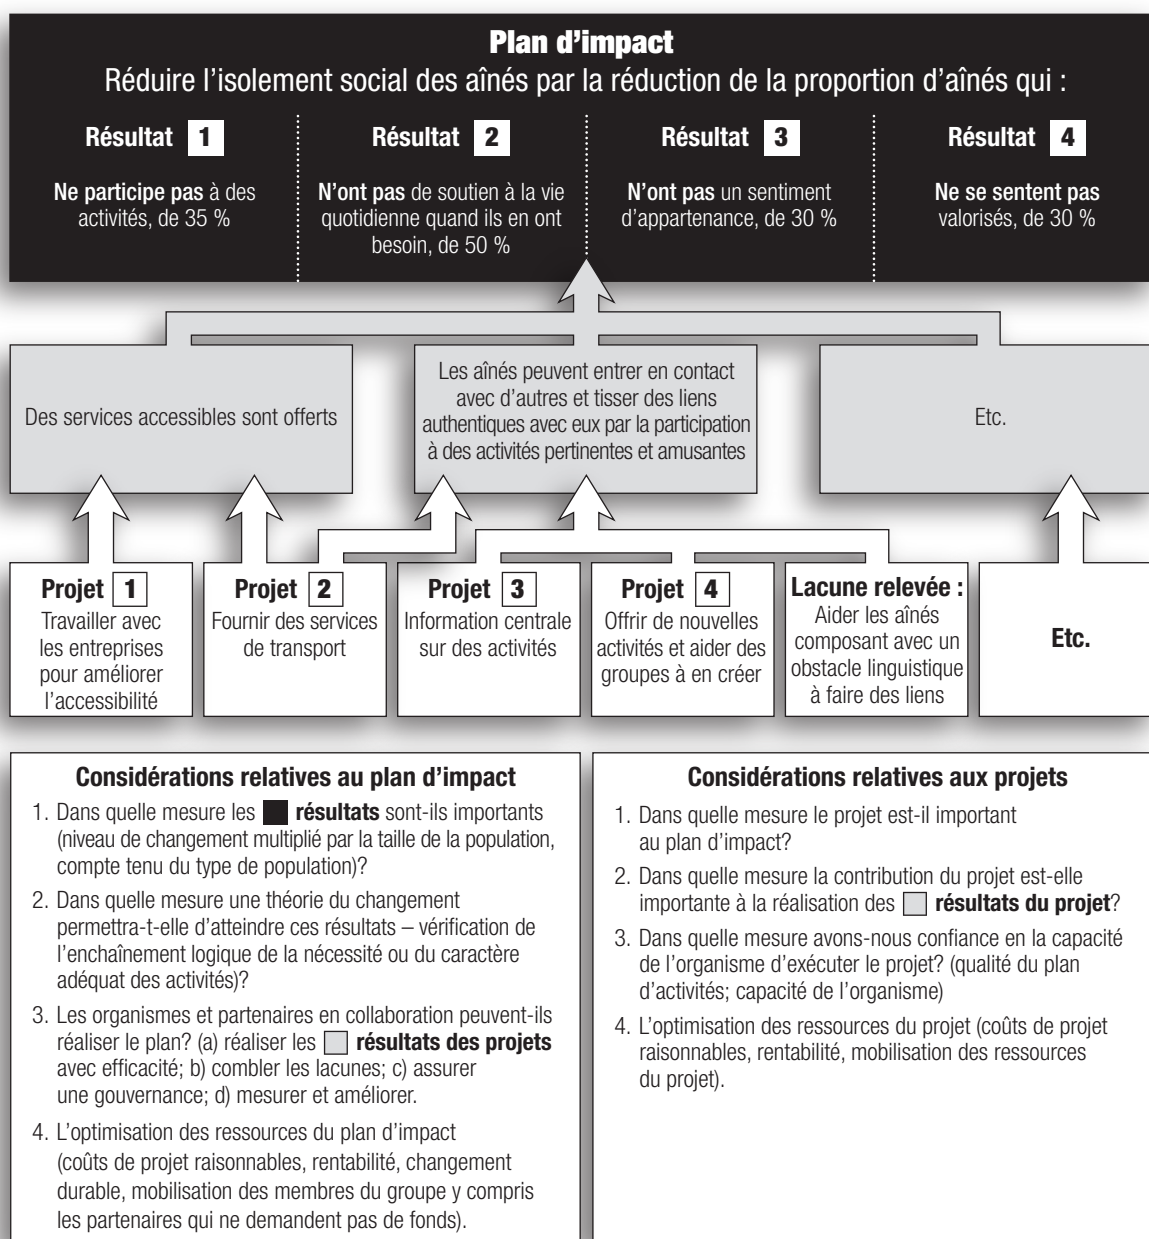 Plan d’impact
Réduire l’isolement social des aînés par la réduction de la proportion d’aînés qui :
Résultat 1
Ne participe pas à des
activités, de 35 %
Résultat 2
N’ont pas de soutien à la vie
quotidienne quand ils en ont
besoin, de 50 %
Résultat 3
N’ont pas un sentiment
d’appartenance, de 30 %
Résultat 4
Ne se sentent pas
valorisés, de 30 %
Des services accessibles sont offerts
Les aînés peuvent entrer en contact
avec d’autres et tisser des liens
authentiques avec eux par la participation
à des activités pertinentes et amusantes
Etc.
Projet 1
Travailler avec
les entreprises
pour améliorer
l’accessibilité
Projet 2
Fournir des services
de transport
Projet 3
Information centrale
sur des activités
Projet 4
Offrir de nouvelles
activités et aider des
groupes à en créer
Lacune relevée :
Aider les aînés
composant avec un
obstacle linguistique
à faire des liens
Etc.
Considérations relatives au plan d’impact
1. Dans quelle mesure les résultats sont-ils importants
(niveau de changement multiplié par la taille de la population,
compte tenu du type de population)?
2. Dans quelle mesure une théorie du changement
permettra-t-elle d’atteindre ces résultats – vérification de
l’enchaînement logique de la nécessité ou du caractère
adéquat des activités)?
3. Les organismes et partenaires en collaboration peuvent-ils
réaliser le plan? (a) réaliser les résultats des projets
avec efficacité; b) combler les lacunes; c) assurer
une gouvernance; d) mesurer et améliorer.
4. L’optimisation des ressources du plan d’impact
(coûts de projet raisonnables, rentabilité, changement
durable, mobilisation des membres du groupe y compris
les partenaires qui ne demandent pas de fonds).
Considérations relatives aux projets
1. Dans quelle mesure le projet est-il important
au plan d’impact?
2. Dans quelle mesure la contribution du projet est-elle
importante à la réalisation des résultats du projet?
3. Dans quelle mesure avons-nous confiance en la capacité
de l’organisme d’exécuter le projet? (qualité du plan
d’activités; capacité de l’organisme)
4. L’optimisation des ressources du projet (coûts de projet
raisonnables, rentabilité, mobilisation des ressources
du projet).